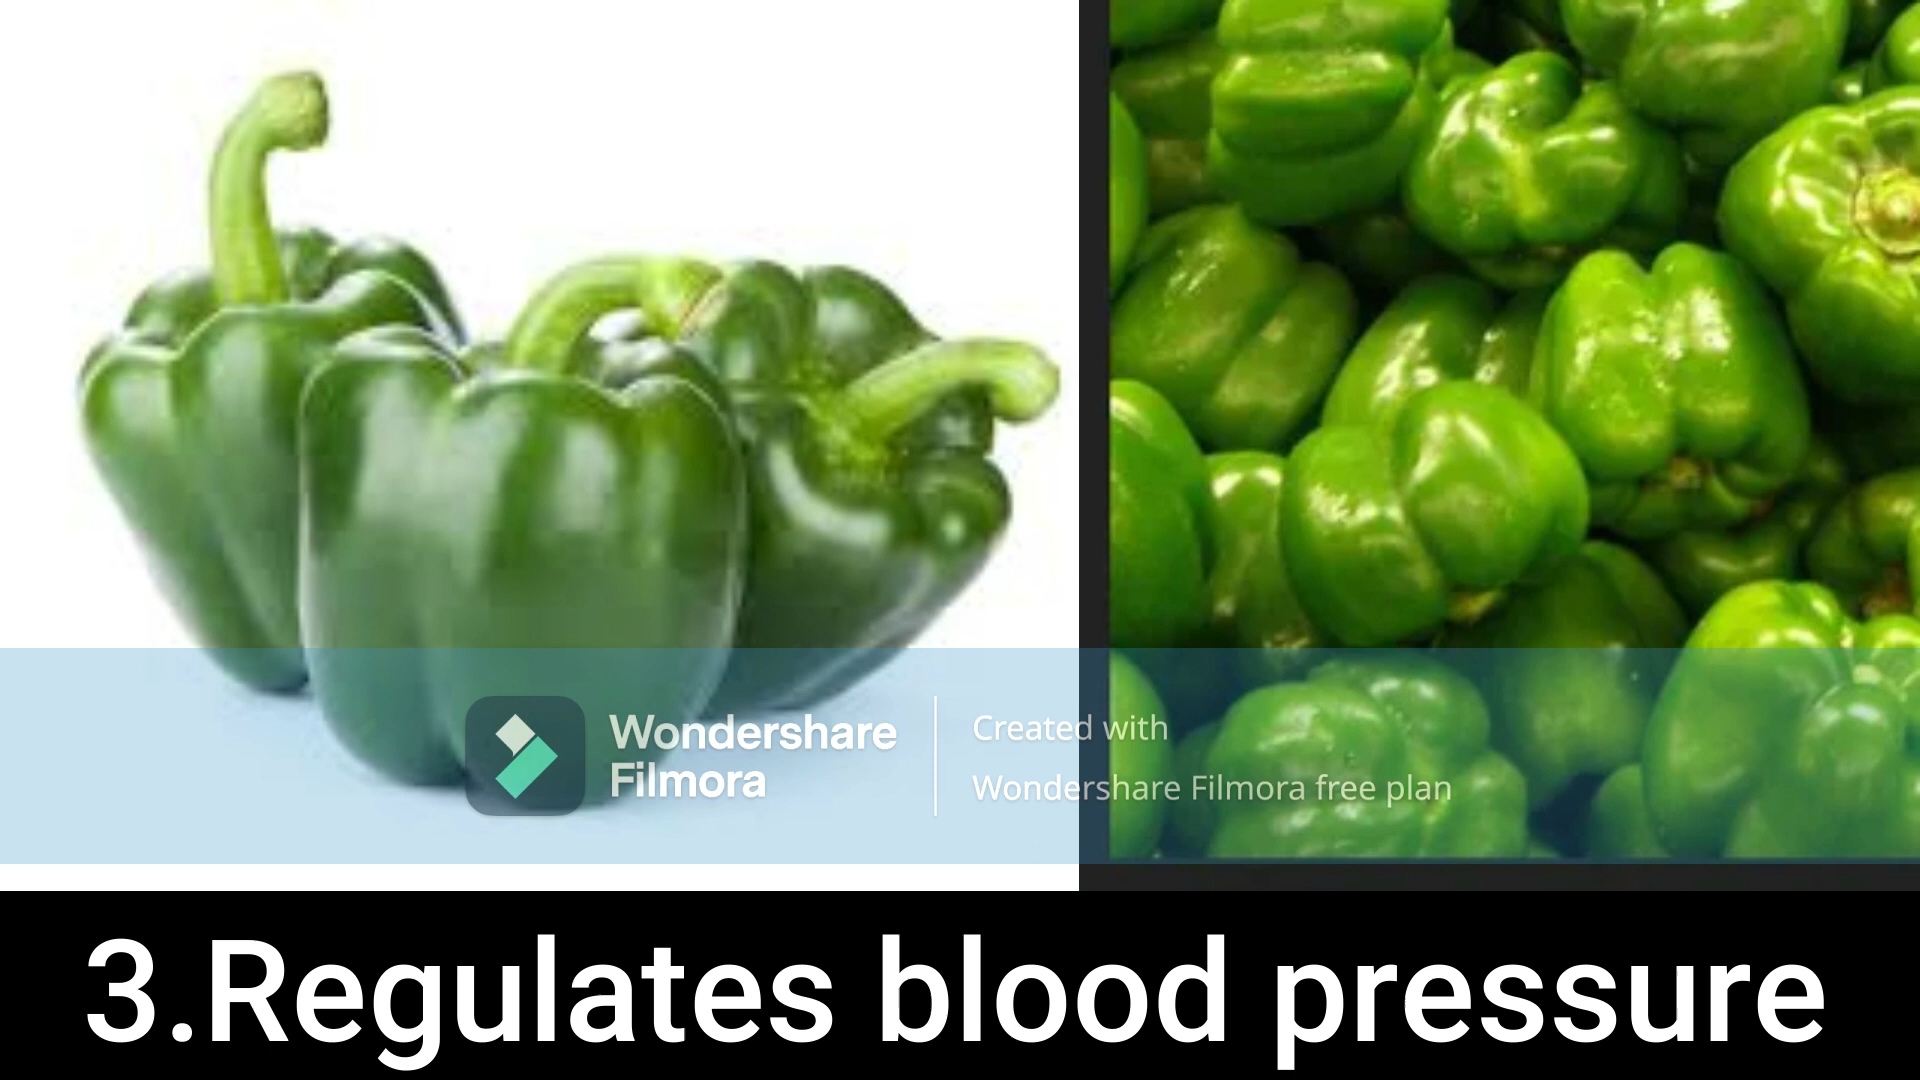 Wondershare
Filmora
Created with
Wondershare Filmora free plan
3.Regulates blood pressure